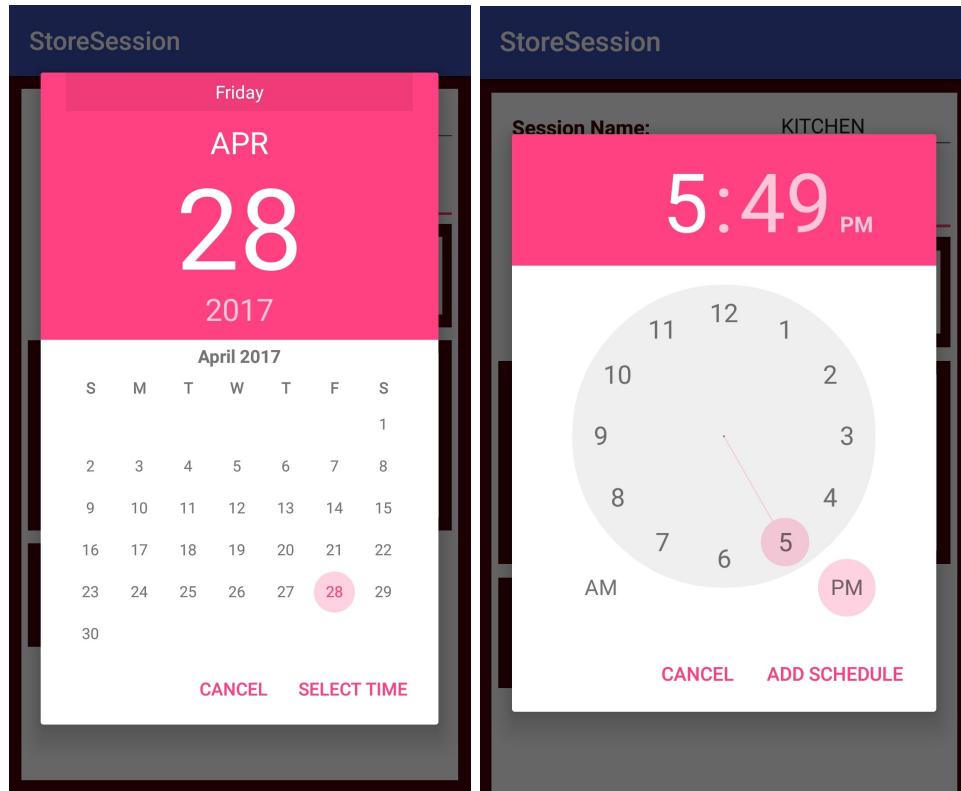 StoreSession
Friday
APR
28
2017
April 2017
S M T W T F S
1
2 3 4 5 6 7 8
9 10 11 12 13 14 15
16 17 18 19 20 21 22
23 24 25 26 27 28 29
30
CANCEL SELECT TIME
StoreSession
Session Name: KITCHEN
5:49 PM
12
11 1
10 2
9 3
8 4
7 5
6
AM PM
CANCEL ADD SCHEDULE